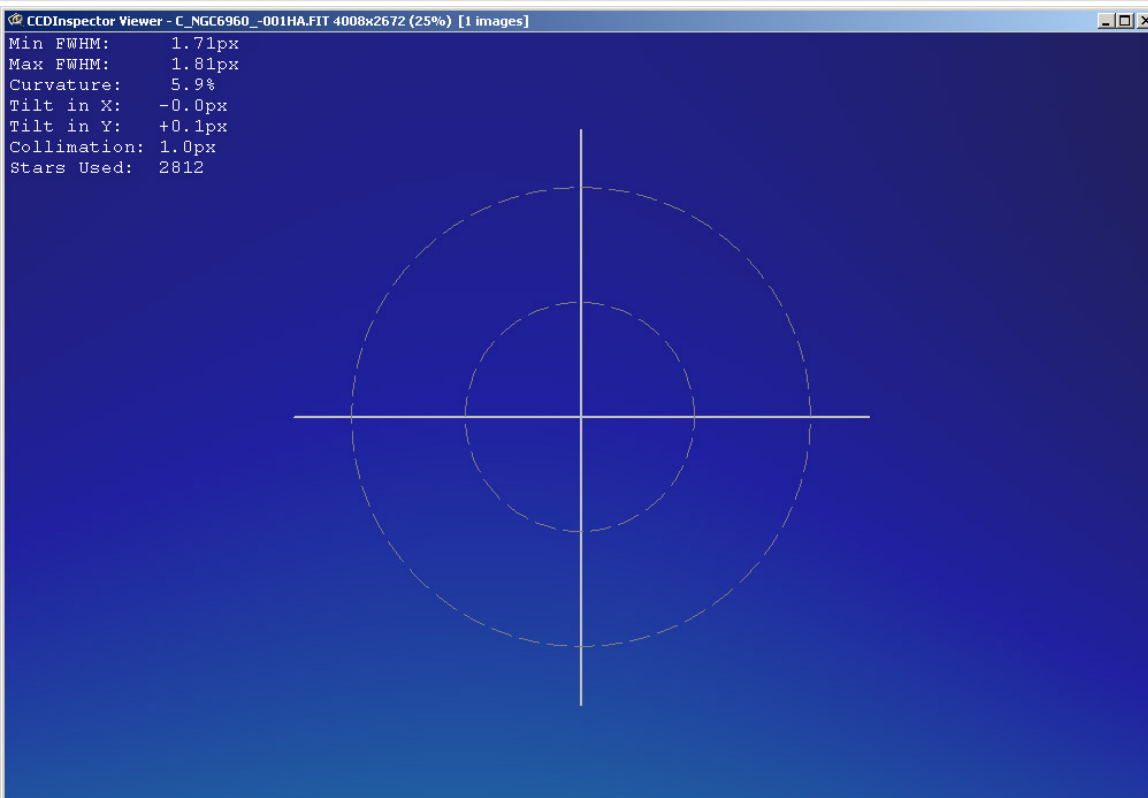 CCDInspector Viewer - C_NGC6960_-001HA.FIT 4008x2672 (25%) [1 images]
Min FWHM: 1.71px
Max FWHM: 1.81px
Curvature: 5.9%
Tilt in X: -0.0px
Tilt in Y: +0.1px
Collimation: 1.0px
Stars Used: 2812